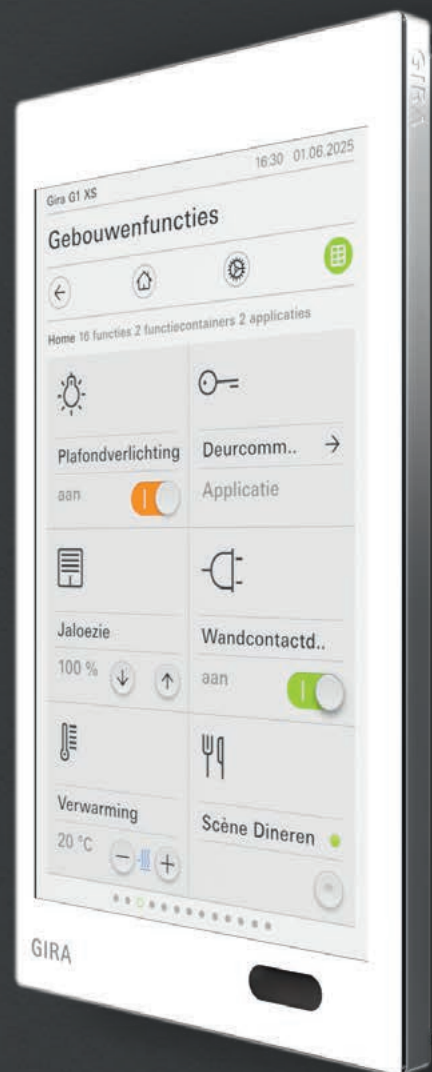 GIRA
Gira G1 XS
16:30 01.06.2025
Gebouwenfuncties
Home 16 functies 2 functiecontainers 2 applicaties
Plafondverlichting
aan
Deurcomm..
Applicatie
Jaloezie
100 %
Wandcontactd..
aan
Verwarming
20 °C
Scène Dineren
GIRA